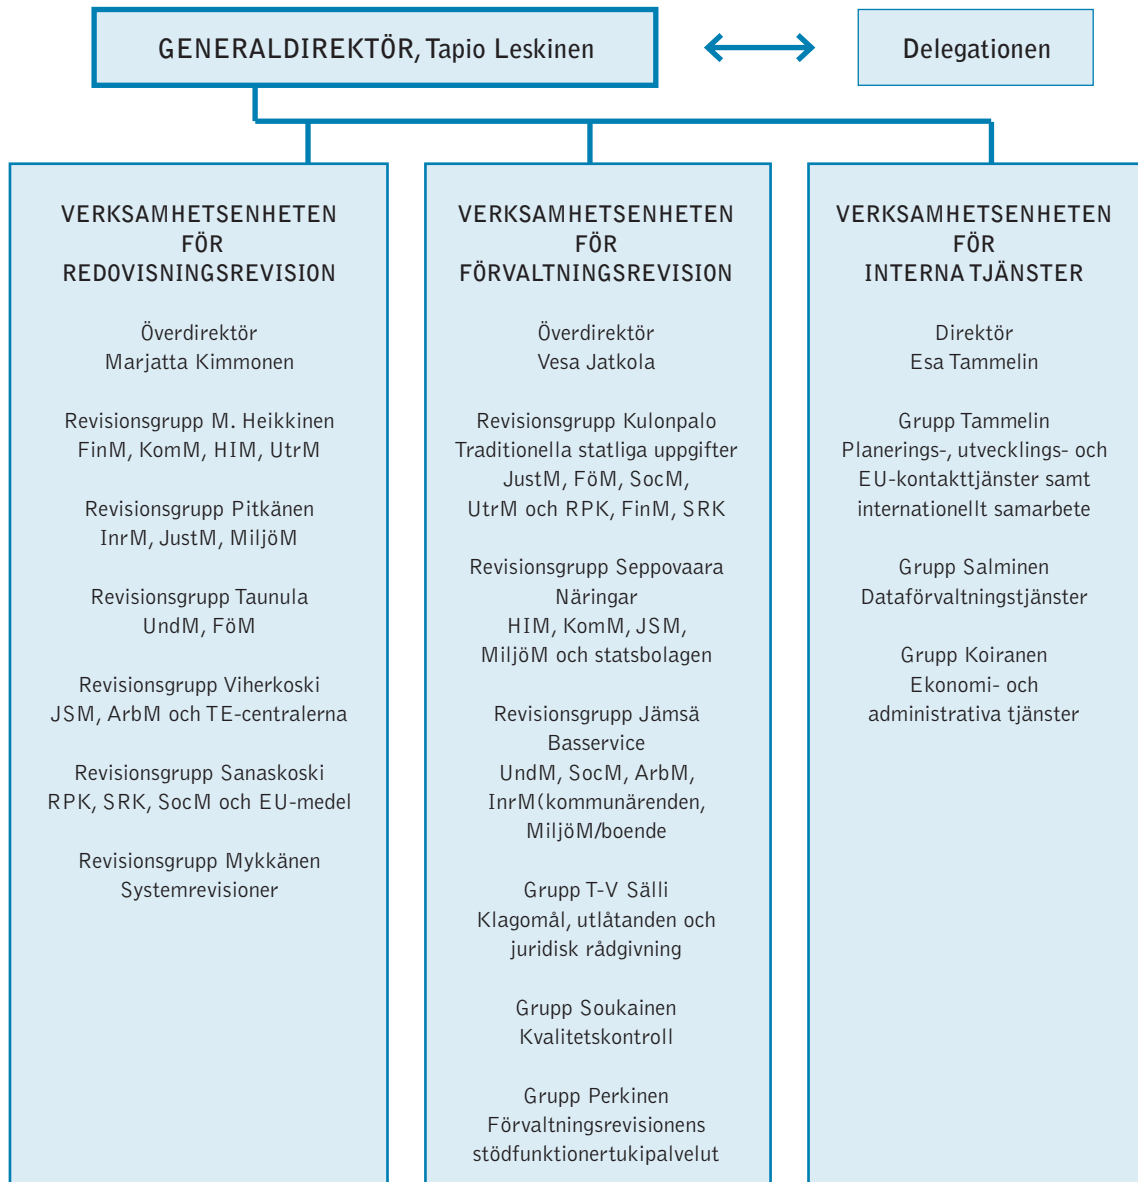 GENERALDIREKTÖR, Tapio Leskinen
Delegationen
VERKSAMHETSENHETEN
FÖR
REDOVISNINGSREVISION
Överdirektör
Marjatta Kimmonen
Revisionsgrupp M. Heikkinen
FinM, KomM, HIM, UtrM
Revisionsgrupp Pitkänen
InrM, JustM, MiljöM
Revisionsgrupp Taunula
UndM, FöM
Revisionsgrupp Viherkoski
JSM, ArbM och TE-centralerna
Revisionsgrupp Sanaskoski
RPK, SRK, SocM och EU-medel
Revisionsgrupp Mykkänen
Systemrevisioner
VERKSAMHETSENHETEN
FÖR
FÖRVALTNINGSREVISION
Överdirektör
Vesa Jatkola
Revisionsgrupp Kulonpalo
Traditionella statliga uppgifter
JustM, FöM, SocM,
UtrM och RPK, FinM, SRK
Revisionsgrupp Seppovaara
Näringar
HIM, KomM, JSM,
MiljöM och statsbolagen
Revisionsgrupp Jämsä
Basservice
UndM, SocM, ArbM,
InrM(kommunärenden,
MiljöM/boende
Grupp T-V Sälli
Klagomål, utlåtanden och
juridisk rådgivning
Grupp Soukainen
Kvalitetskontroll
Grupp Perkinen
Förvaltningsrevisionens
stödfunktionertukipalvelut
VERKSAMHETSENHETEN
FÖR
INTERNA TJÄNSTER
Direktör
Esa Tammelin
Grupp Tammelin
Planerings-, utvecklings- och
EU-kontakttjänster samt
internationellt samarbete
Grupp Salminen
Dataförvaltningstjänster
Grupp Koiranen
Ekonomi- och
administrativa tjänster